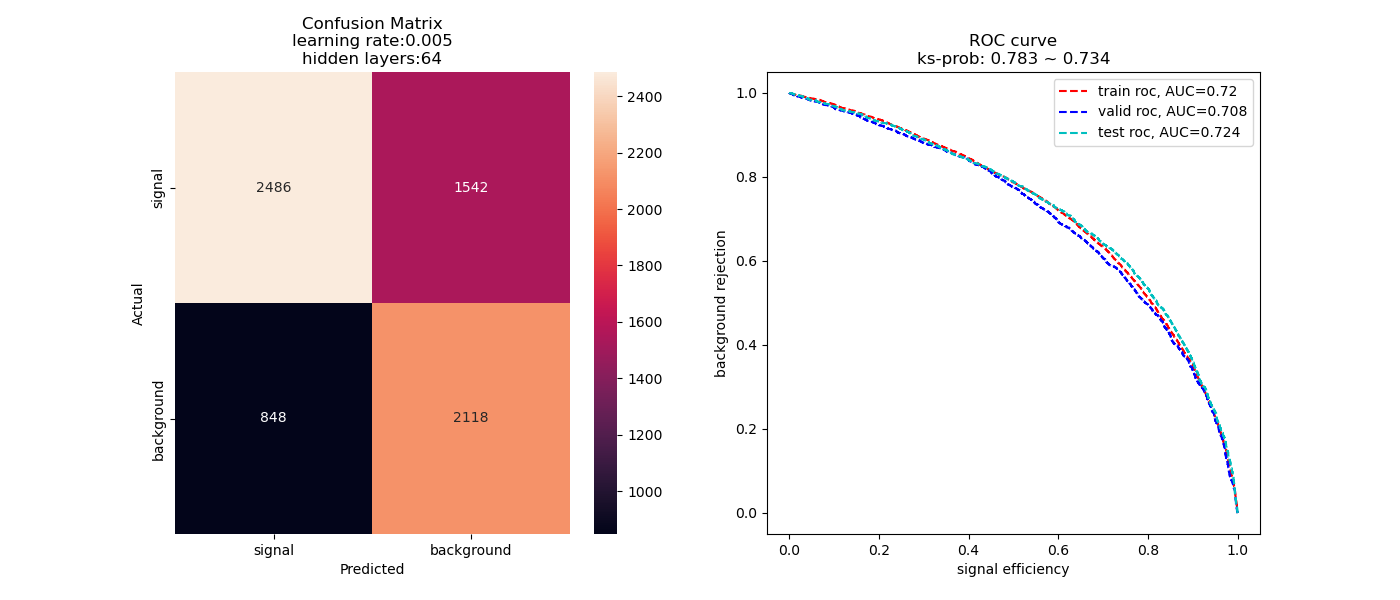 Confusion Matrix
learning rate:0.005
hidden layers:64
signal
background
Actual
2486
1542
848
2118
signal
background
Predicted
2400
2200
2000
1800
1600
1400
1200
1000
ROC curve
ks-prob: 0.783 ~ 0.734
train roc, AUC=0.72
valid roc, AUC=0.708
test roc, AUC=0.724
background rejection
1.0
0.8
0.6
0.4
0.2
0.0
0.0
0.2
0.4
0.6
0.8
1.0
signal efficiency